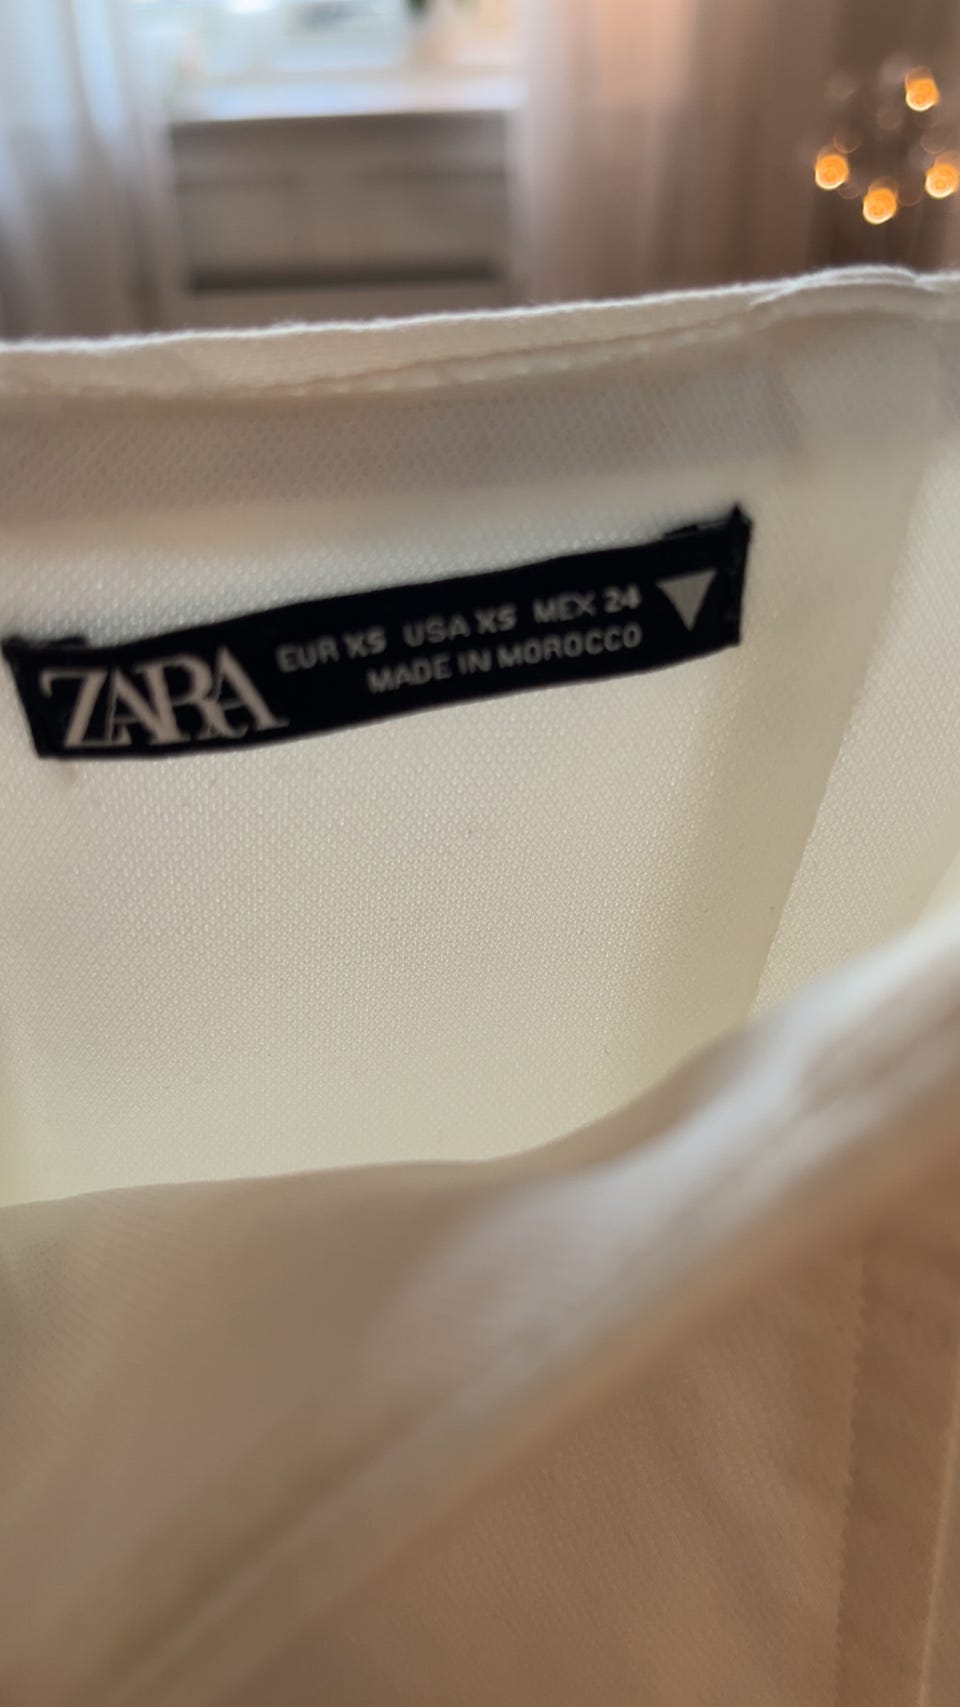 ZARA
EUR XS USA XS MEX 24
MADE IN MOROCCO